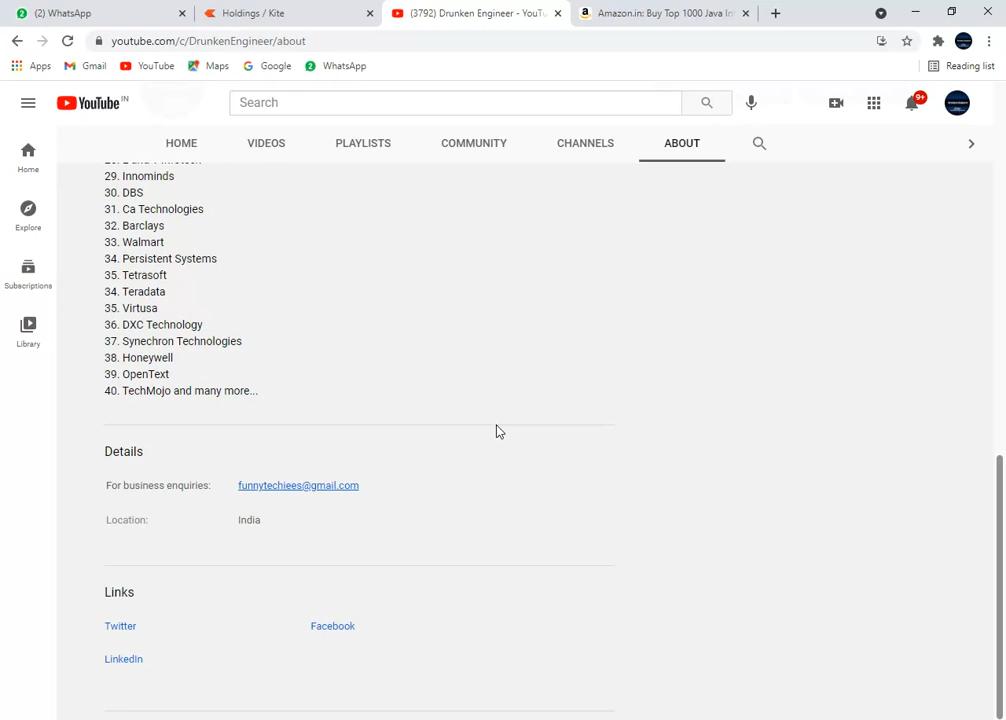 (2) WhatsApp
Holdings / Kite
(3792) Drunken Engineer - YouTu
Amazon.in: Buy Top 1000 Java In
youtube.com/c/DrunkenEngineer/about
Apps
Gmail
YouTube
Maps
Google
WhatsApp
Reading list
YouTube IN
Search
9+
HOME
VIDEOS
PLAYLISTS
COMMUNITY
CHANNELS
ABOUT
Home
Explore
Subscriptions
Library
29. Innominds
30. DBS
31. Ca Technologies
32. Barclays
33. Walmart
34. Persistent Systems
35. Tetrasoft
34. Teradata
35. Virtusa
36. DXC Technology
37. Synechron Technologies
38. Honeywell
39. OpenText
40. TechMojo and many more...
Details
For business enquiries: funnytechiees@gmail.com
Location: India
Links
Twitter
Facebook
LinkedIn